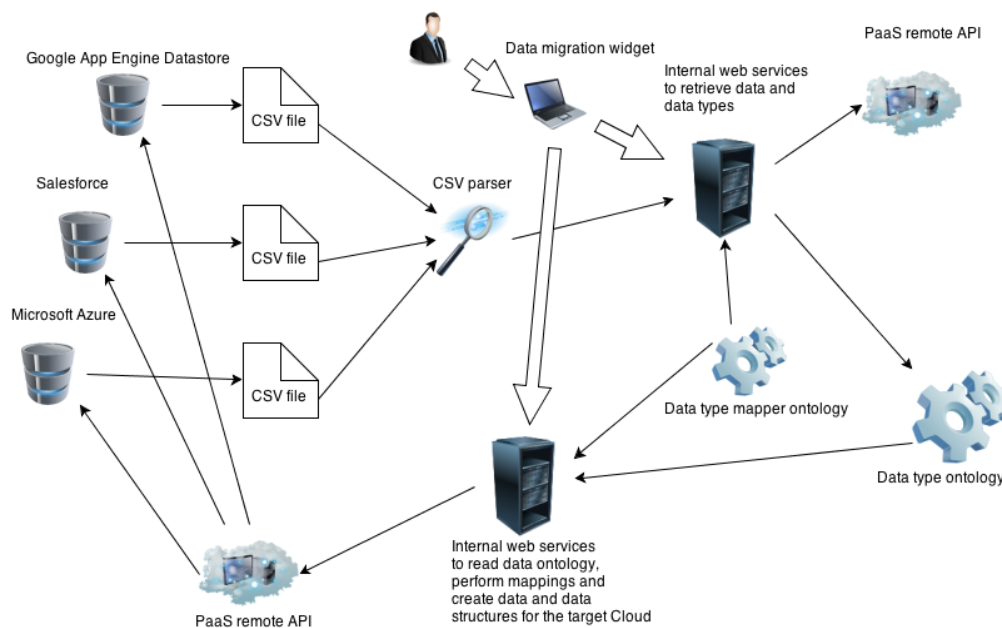 PaaS remote API
Data migration widget
Google App Engine Datastore
Internal web services
to retrieve data and
data types
CSV file
Salesforce
CSV parser
CSV file
Microsoft Azure
CSV file
Data type mapper ontology
Data type ontology
Internal web services
to read data ontology,
perform mappings and
create data and data
structures for the target Cloud
PaaS remote API